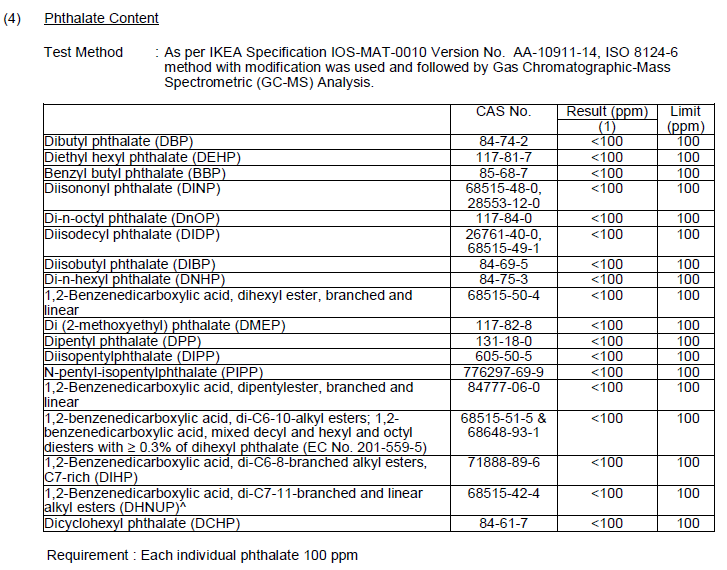 (4) Phthalate Content
Test Method : As per IKEA Specification IOS-MAT-0010 Version No. AA-10911-14, ISO 8124-6
method with modification was used and followed by Gas Chromatographic-Mass
Spectrometric (GC-MS) Analysis.
CAS No. Result (ppm) Limit
(1) (ppm)
Dibutyl phthalate (DBP) 84-74-2 <100 100
Diethyl hexyl phthalate (DEHP) 117-81-7 <100 100
Benzyl butyl phthalate (BBP) 85-68-7 <100 100
Diisononyl phthalate (DINP) 68515-48-0, <100 100
28553-12-0
Di-n-octyl phthalate (DnOP) 117-84-0 <100 100
Diisodecyl phthalate (DIDP) 26761-40-0, <100 100
68515-49-1
Diisobutyl phthalate (DIBP) 84-69-5 <100 100
Di-n-hexyl phthalate (DNHP) 84-75-3 <100 100
1,2-Benzenedicarboxylic acid, dihexyl ester, branched and 68515-50-4 <100 100
linear
Di (2-methoxyethyl) phthalate (DMEP) 117-82-8 <100 100
Dipentyl phthalate (DPP) 131-18-0 <100 100
Diisopentylphthalate (DIPP) 605-50-5 <100 100
N-pentyl-isopentylphthalate (PIPP) 776297-69-9 <100 100
1,2-Benzenedicarboxylic acid, dipentylester, branched and 84777-06-0 <100 100
linear
1,2-benzenedicarboxylic acid, di-C6-10-alkyl esters; 1,2- 68515-51-5 & <100 100
benzenedicarboxylic acid, mixed decyl and hexyl and octyl 68648-93-1
diesters with ≥ 0.3% of dihexyl phthalate (EC No. 201-559-5)
1,2-Benzenedicarboxylic acid, di-C6-8-branched alkyl esters, 71888-89-6 <100 100
C7-rich (DIHP)
1,2-Benzenedicarboxylic acid, di-C7-11-branched and linear 68515-42-4 <100 100
alkyl esters (DHNUP)^
Dicyclohexyl phthalate (DCHP) 84-61-7 <100 100
Requirement : Each individual phthalate 100 ppm